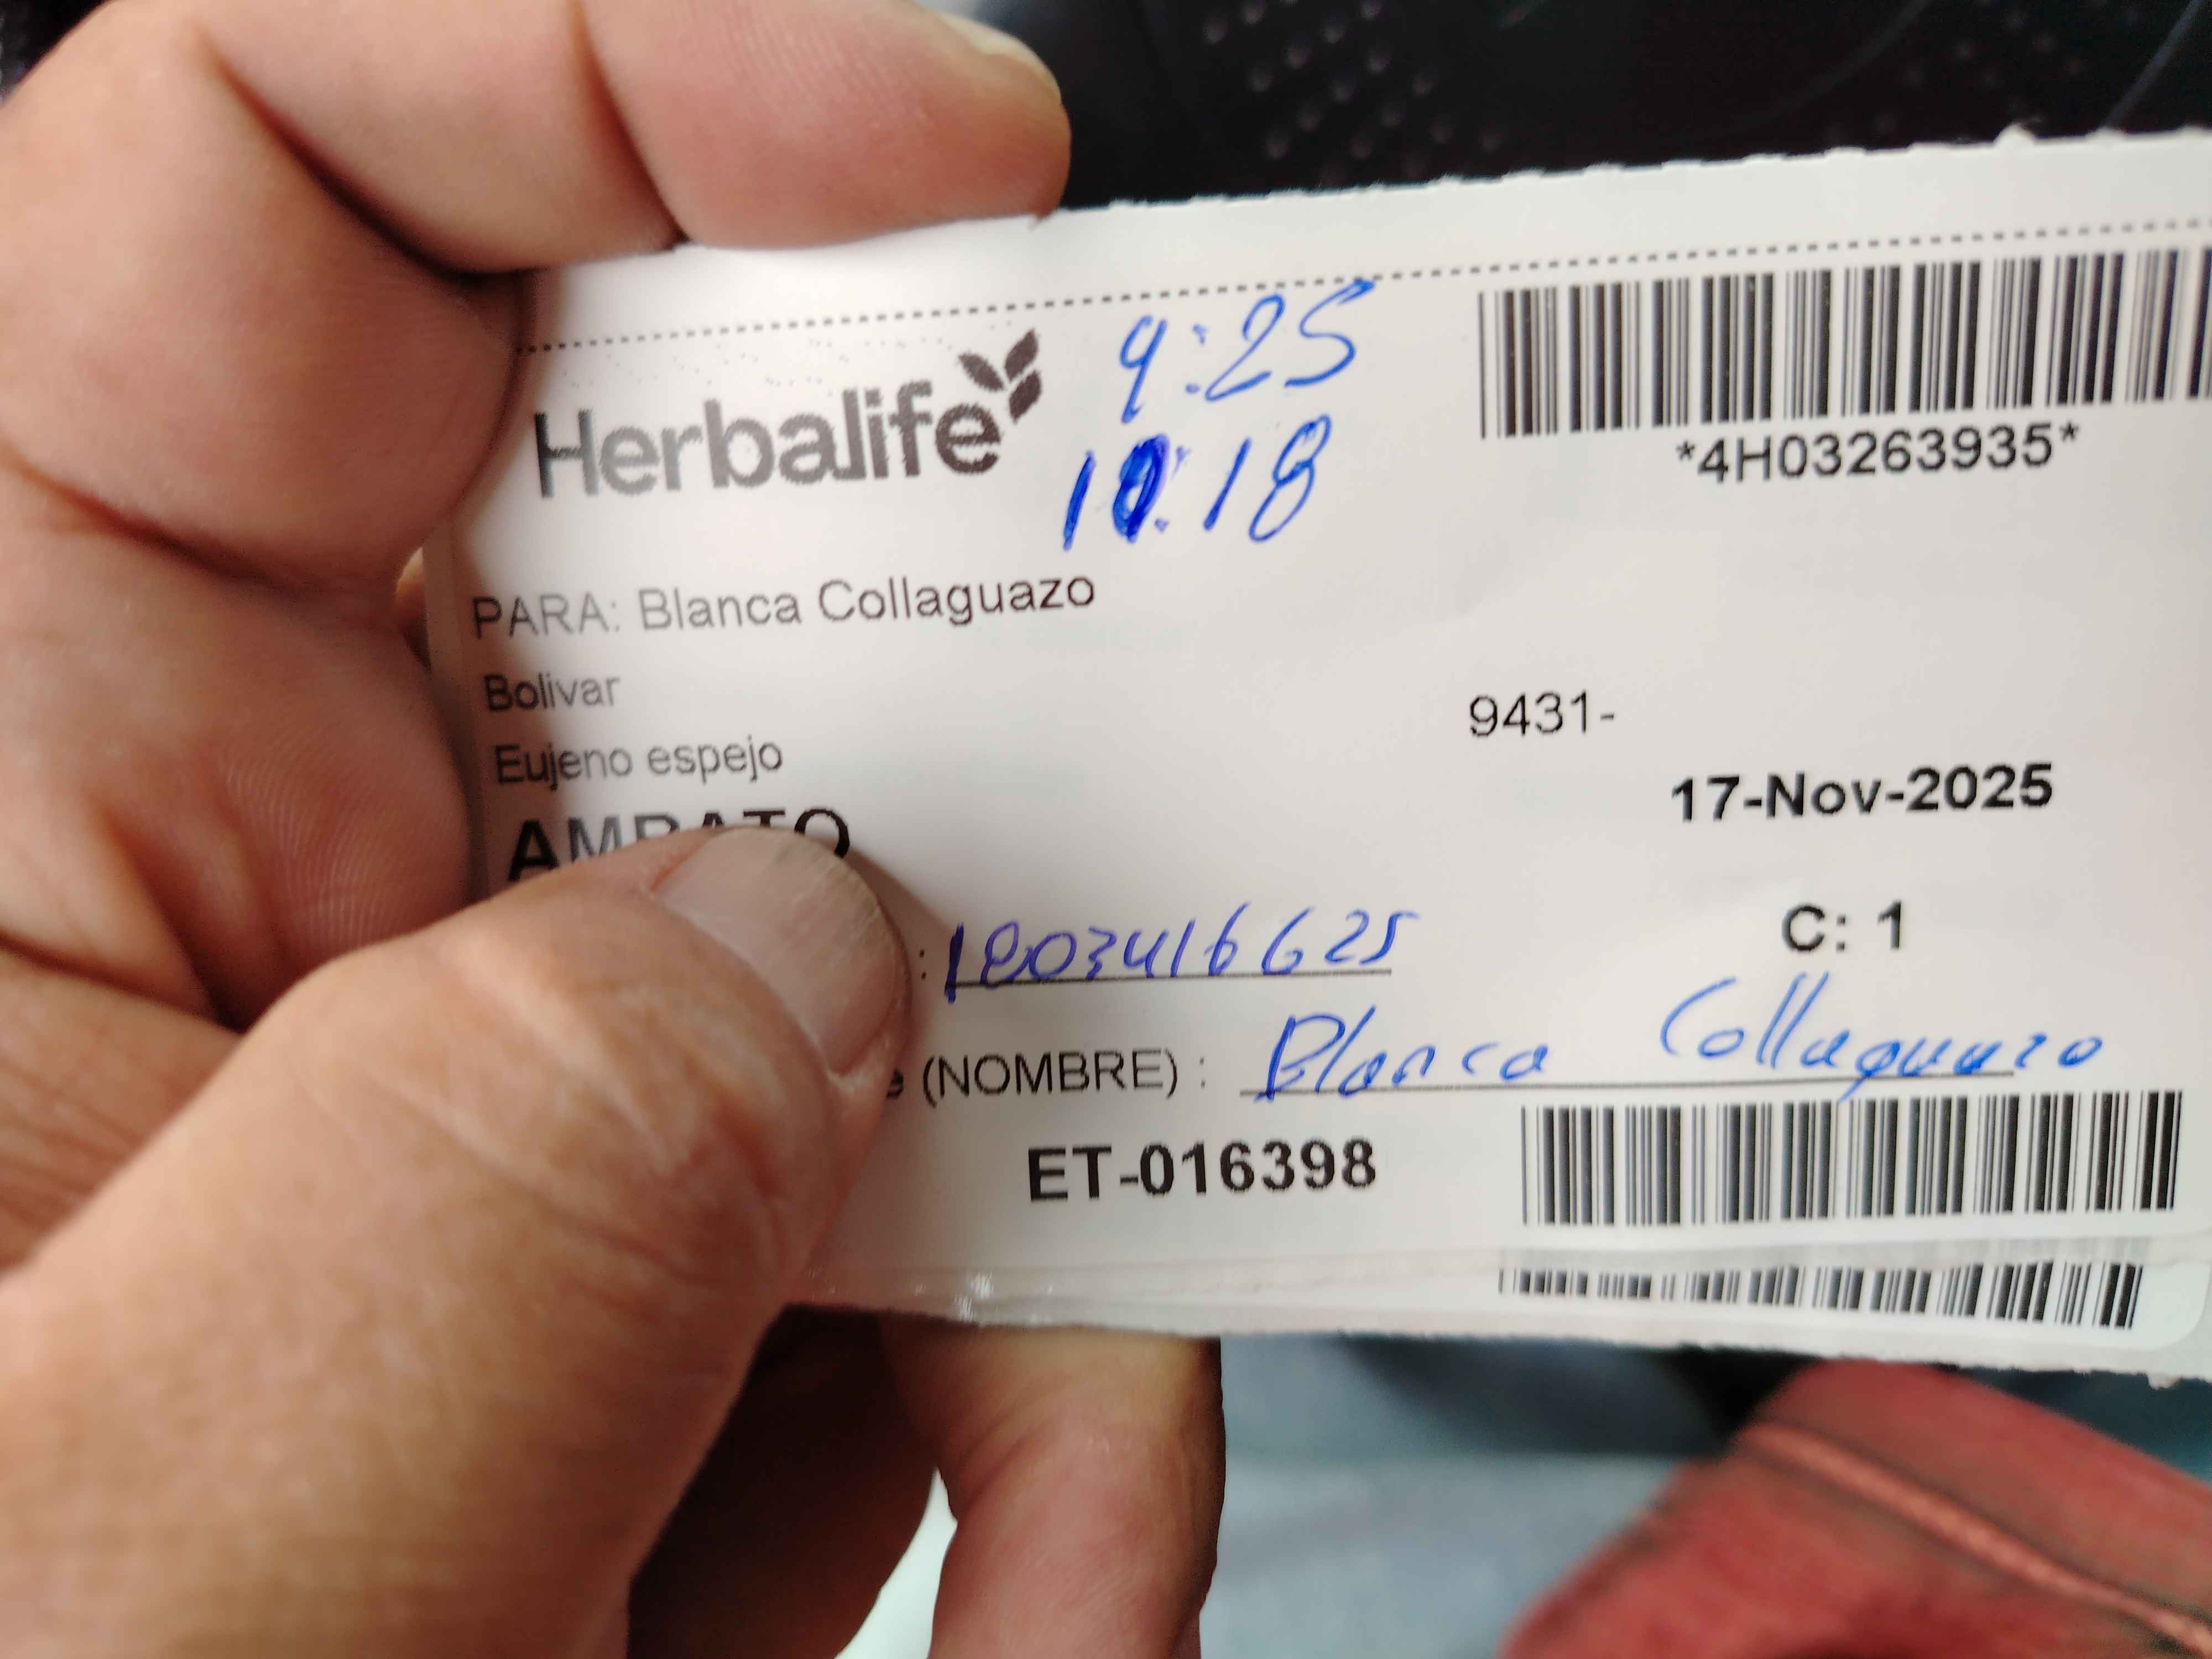 Herbalife
9:25
10:18
*4H03263935*
PARA: Blanca Collaguazo
Bolivar
9431-
Eujeno espejo
17-Nov-2025
AMBATO
C: 1
: 1803416625
(NOMBRE) : Blanca Collaguazo
ET-016398